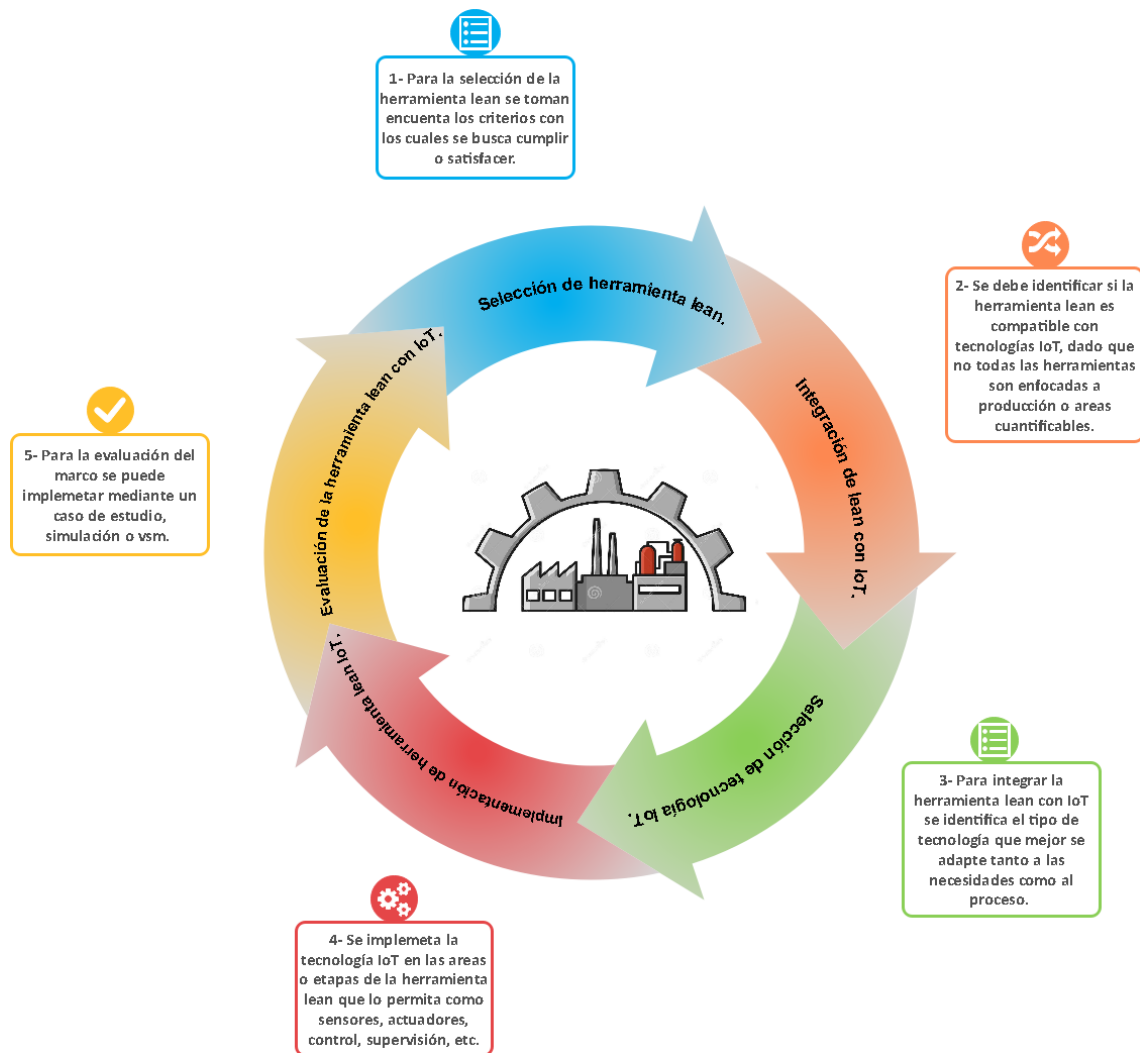 1- Para la selección de la
herramienta lean se toman
encuenta los criterios con
los cuales se busca cumplir
o satisfacer.
Selección de herramienta lean.
2- Se debe identificar si la
herramienta lean es
compatible con
tecnologías IoT, dado que
no todas las herramientas
son enfocadas a
producción o areas
cuantificables.
Integración de lean con IoT.
3- Para integrar la
herramienta lean con IoT
se identifica el tipo de
tecnología que mejor se
adapte tanto a las
necesidades como al
proceso.
Selección de tecnología IoT.
4- Se implemeta la
tecnología IoT en las areas
o etapas de la herramienta
lean que lo permita como
sensores, actuadores,
control, supervisión, etc.
Implementación de herramienta lean IoT.
5- Para la evaluación del
marco se puede
implemetar mediante un
caso de estudio,
simulación o vsm.
Evaluación de la herramienta lean con IoT.